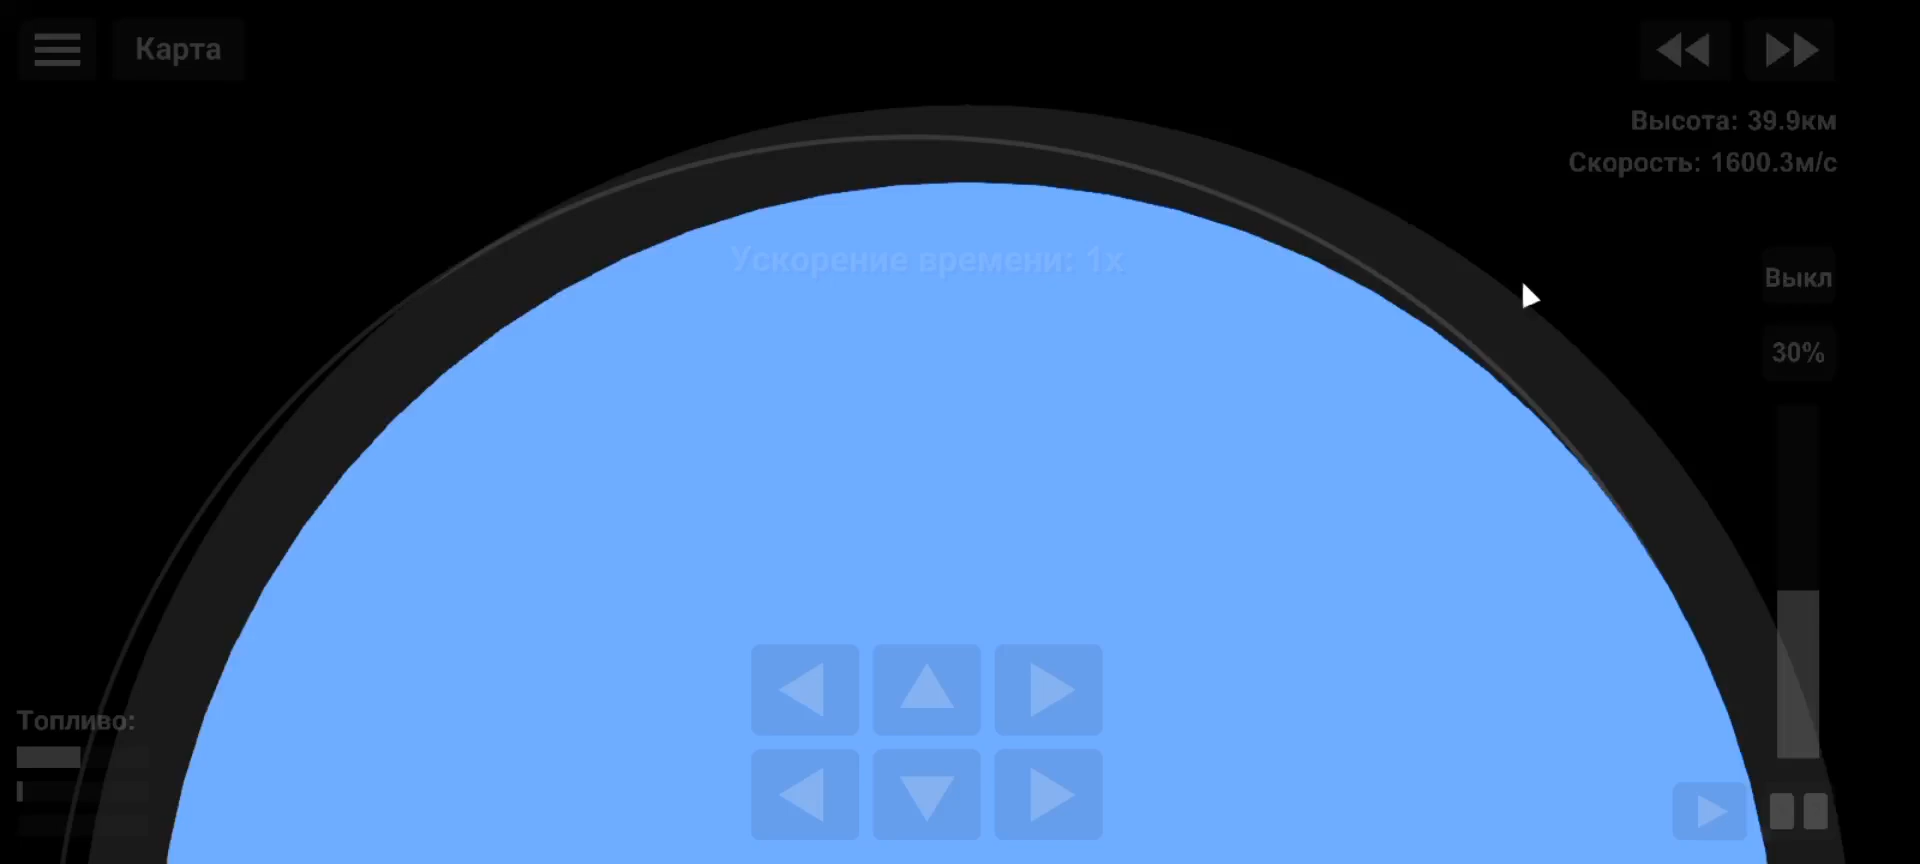 Карта
Высота: 39.9км
Скорость: 1600.3м/с
Ускорение времени: 1x
Выкл
30%
Топливо: